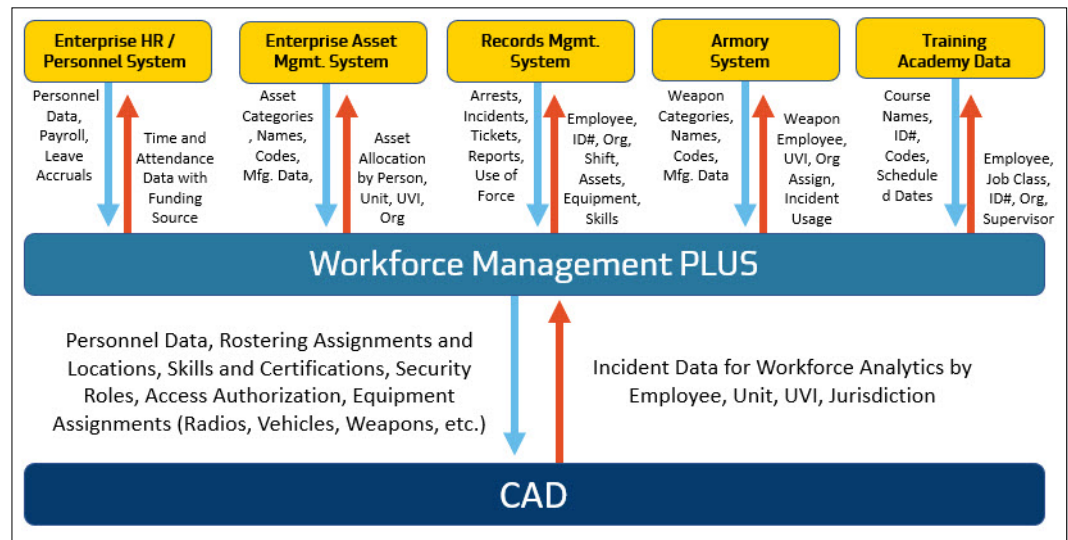 Enterprise HR /
Personnel System
Enterprise Asset
Mgmt. System
Records Mgmt.
System
Armory
System
Training
Academy Data
Personnel
Data,
Payroll,
Leave
Accruals
Time and
Attendance
Data with
Funding
Source
Asset
Categories
, Names,
Codes,
Mfg. Data,
Asset
Allocation
by Person,
Unit, UVI,
Org
Arrests,
Incidents,
Tickets,
Reports,
Use of
Force
Employee,
ID#, Org,
Shift,
Assets,
Equipment,
Skills
Weapon
Categories,
Names,
Codes,
Mfg. Data
Weapon
Employee,
UVI, Org
Assign,
Incident
Usage
Course
Names,
ID#,
Codes,
Schedule
d Dates
Employee,
Job Class,
ID#, Org,
Supervisor
Workforce Management PLUS
Personnel Data, Rostering Assignments and
Locations, Skills and Certifications, Security
Roles, Access Authorization, Equipment
Assignments (Radios, Vehicles, Weapons, etc.)
Incident Data for Workforce Analytics by
Employee, Unit, UVI, Jurisdiction
CAD